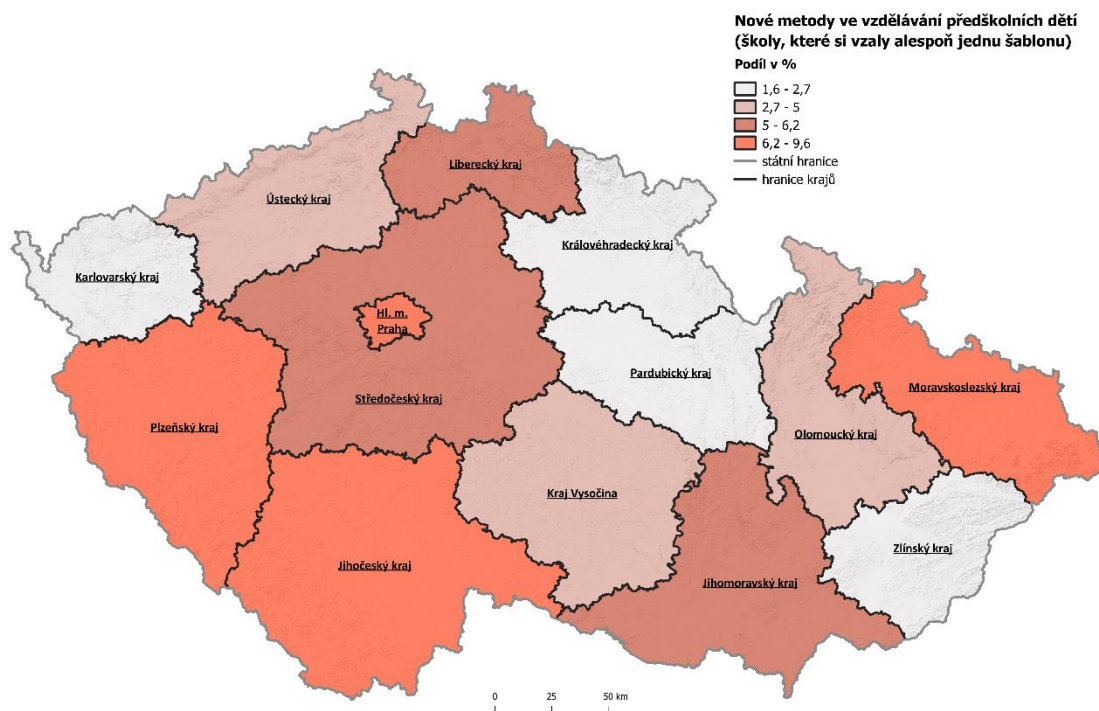 Nové metody ve vzdělávání předškolních dětí
(školy, které si vzaly alespoň jednu šablonu)
Podíl v %
1,6 - 2,7
2,7 - 5
5 - 6,2
6,2 - 9,6
státní hranice
hranice krajů
Liberecký kraj
Ústecký kraj
Královéhradecký kraj
Karlovarský kraj
Hl. m.
Praha
Pardubický kraj
Moravskoslezský kraj
Středočeský kraj
Plzeňský kraj
Olomoucký kraj
Kraj Vysočina
Zlínský kraj
Jihočeský kraj
Jihomoravský kraj
0 25 50 km